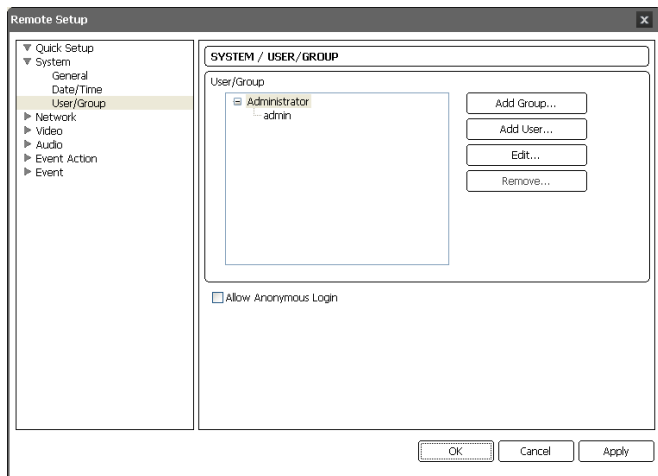 Remote Setup
x
Quick Setup
System
General
Date/Time
User/Group
Network
Video
Audio
Event Action
Event
SYSTEM / USER/GROUP
User/Group
Administrator
admin
Add Group...
Add User...
Edit...
Remove...
Allow Anonymous Login
OK
Cancel
Apply